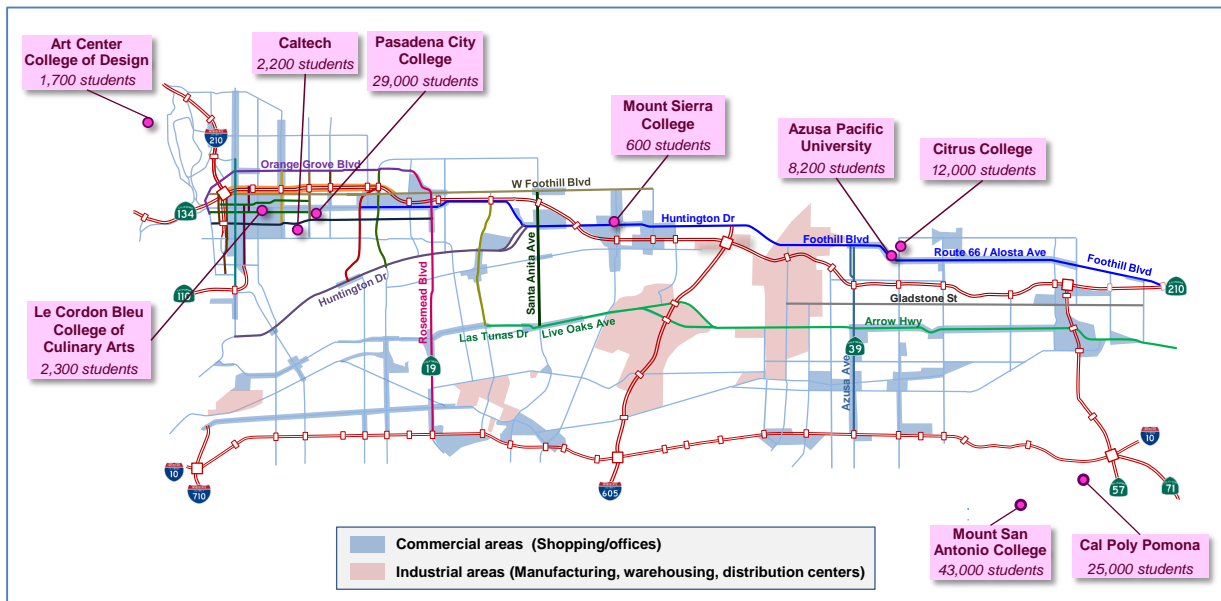 Art Center
College of Design
1,700 students
Caltech
2,200 students
Pasadena City
College
29,000 students
Mount Sierra
College
600 students
Azusa Pacific
University
8,200 students
Citrus College
12,000 students
210
Orange Grove Blvd
W Foothill Blvd
134
Huntington Dr
Foothill Blvd
Route 66 / Alosta Ave
Foothill Blvd
210
110
Huntington Dr
Rosemead Blvd
Santa Anita Ave
Gladstone St
Le Cordon Bleu
College of
Culinary Arts
2,300 students
Las Tunas Dr
Live Oaks Ave
Arrow Hwy
39
19
Azusa Ave
10
710
605
10
57
71
Commercial areas (Shopping/offices)
Industrial areas (Manufacturing, warehousing, distribution centers)
Mount San
Antonio College
43,000 students
Cal Poly Pomona
25,000 students